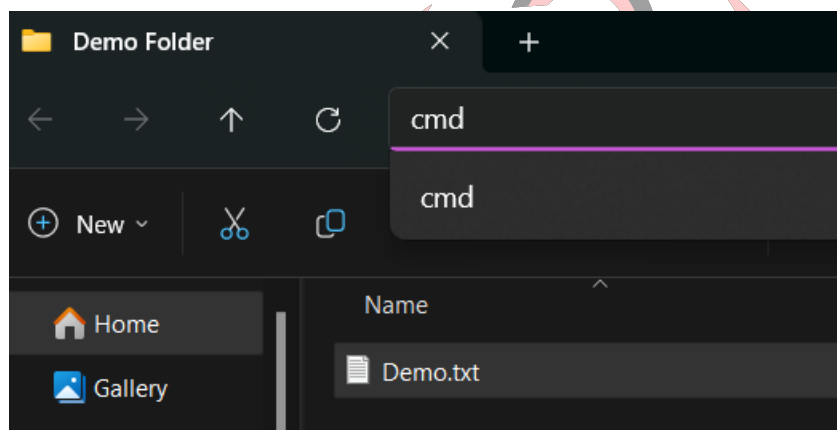 Demo Folder
cmd
cmd
New
Name
Home
Demo.txt
Gallery